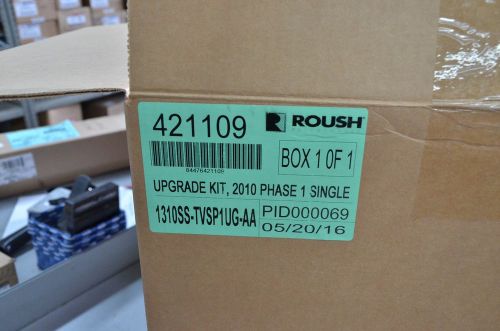 421109 ROUSH
BOX 1 OF 1
84476421109
UPGRADE KIT, 2010 PHASE 1 SINGLE
1310SS-TVSP1UG-AA PID000069
05/20/16